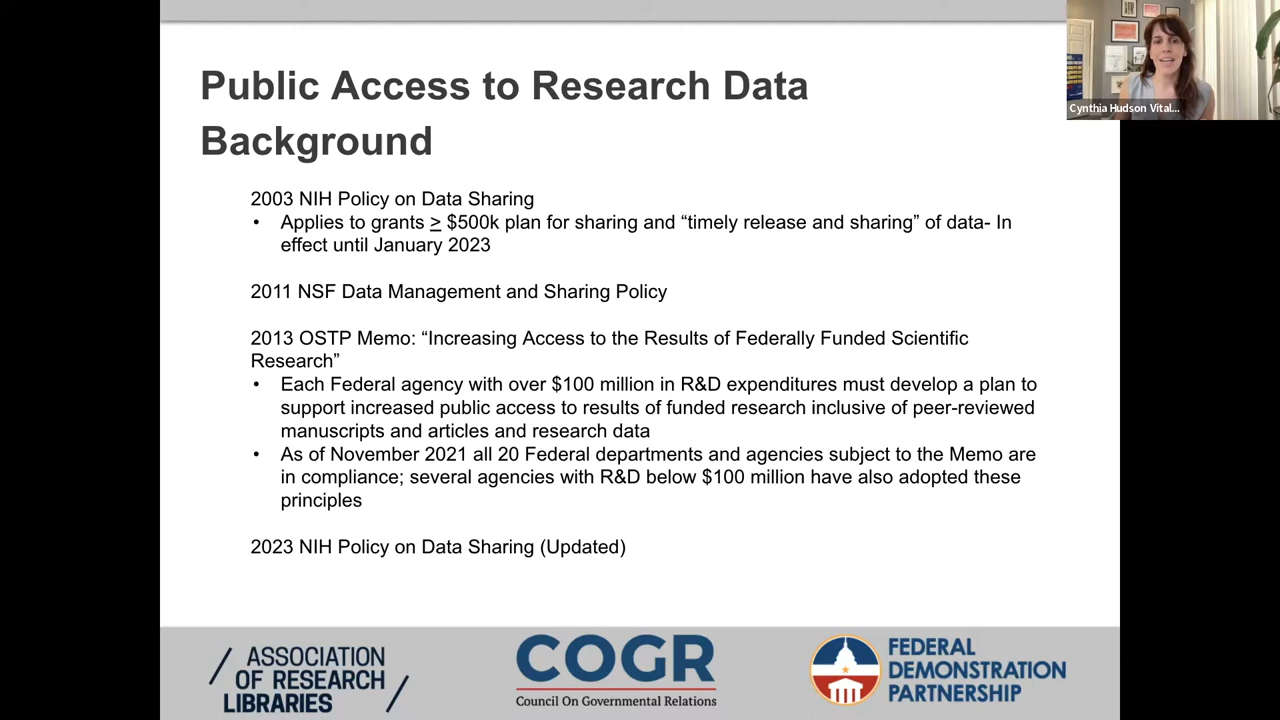 Public Access to Research Data
Background
2003 NIH Policy on Data Sharing
• Applies to grants ≥ $500k plan for sharing and “timely release and sharing” of data- In
effect until January 2023
2011 NSF Data Management and Sharing Policy
2013 OSTP Memo: “Increasing Access to the Results of Federally Funded Scientific
Research”
• Each Federal agency with over $100 million in R&D expenditures must develop a plan to
support increased public access to results of funded research inclusive of peer-reviewed
manuscripts and articles and research data
• As of November 2021 all 20 Federal departments and agencies subject to the Memo are
in compliance; several agencies with R&D below $100 million have also adopted these
principles
2023 NIH Policy on Data Sharing (Updated)
Cynthia Hudson Vital...
ASSOCIATION
OF RESEARCH
LIBRARIES
COGR
Council On Governmental Relations
FEDERAL
DEMONSTRATION
PARTNERSHIP